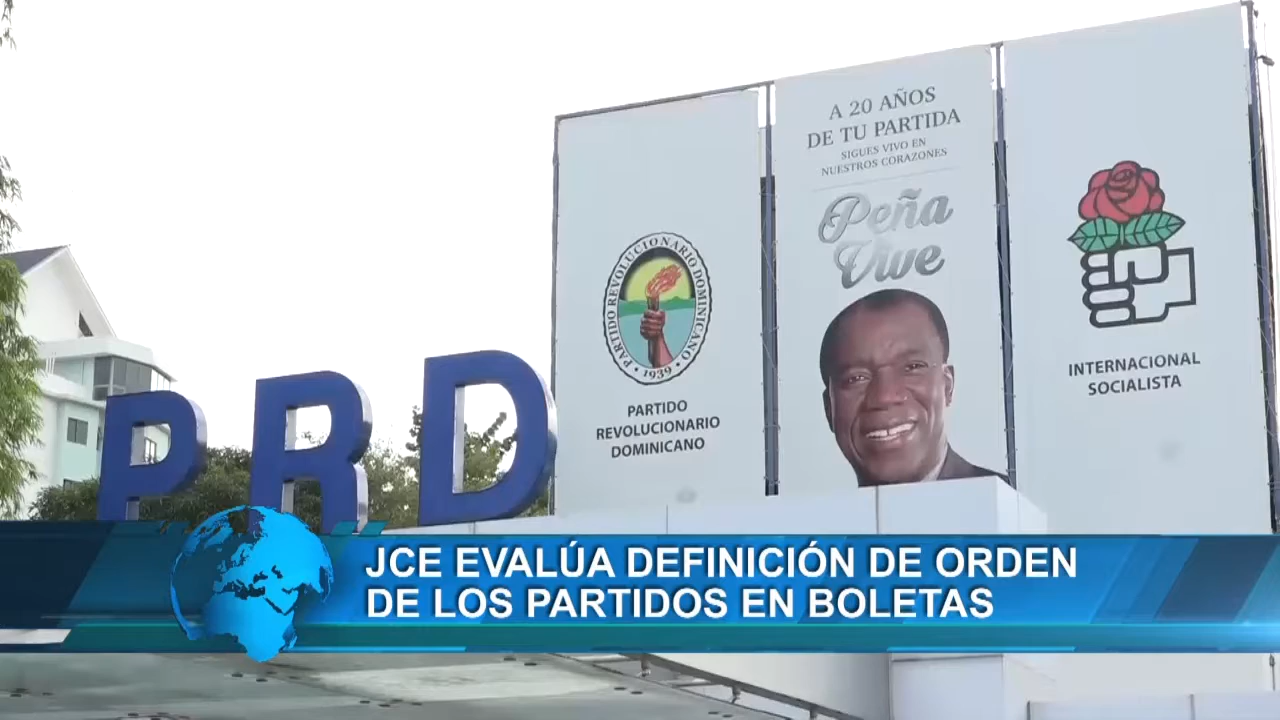 PRD
PARTIDO REVOLUCIONARIO DOMINICANO
1939
PARTIDO
REVOLUCIONARIO
DOMINICANO
A 20 AÑOS
DE TU PARTIDA
SIGUES VIVO EN
NUESTROS CORAZONES
Peña
Vive
INTERNACIONAL
SOCIALISTA
JCE EVALÚA DEFINICIÓN DE ORDEN
DE LOS PARTIDOS EN BOLETAS